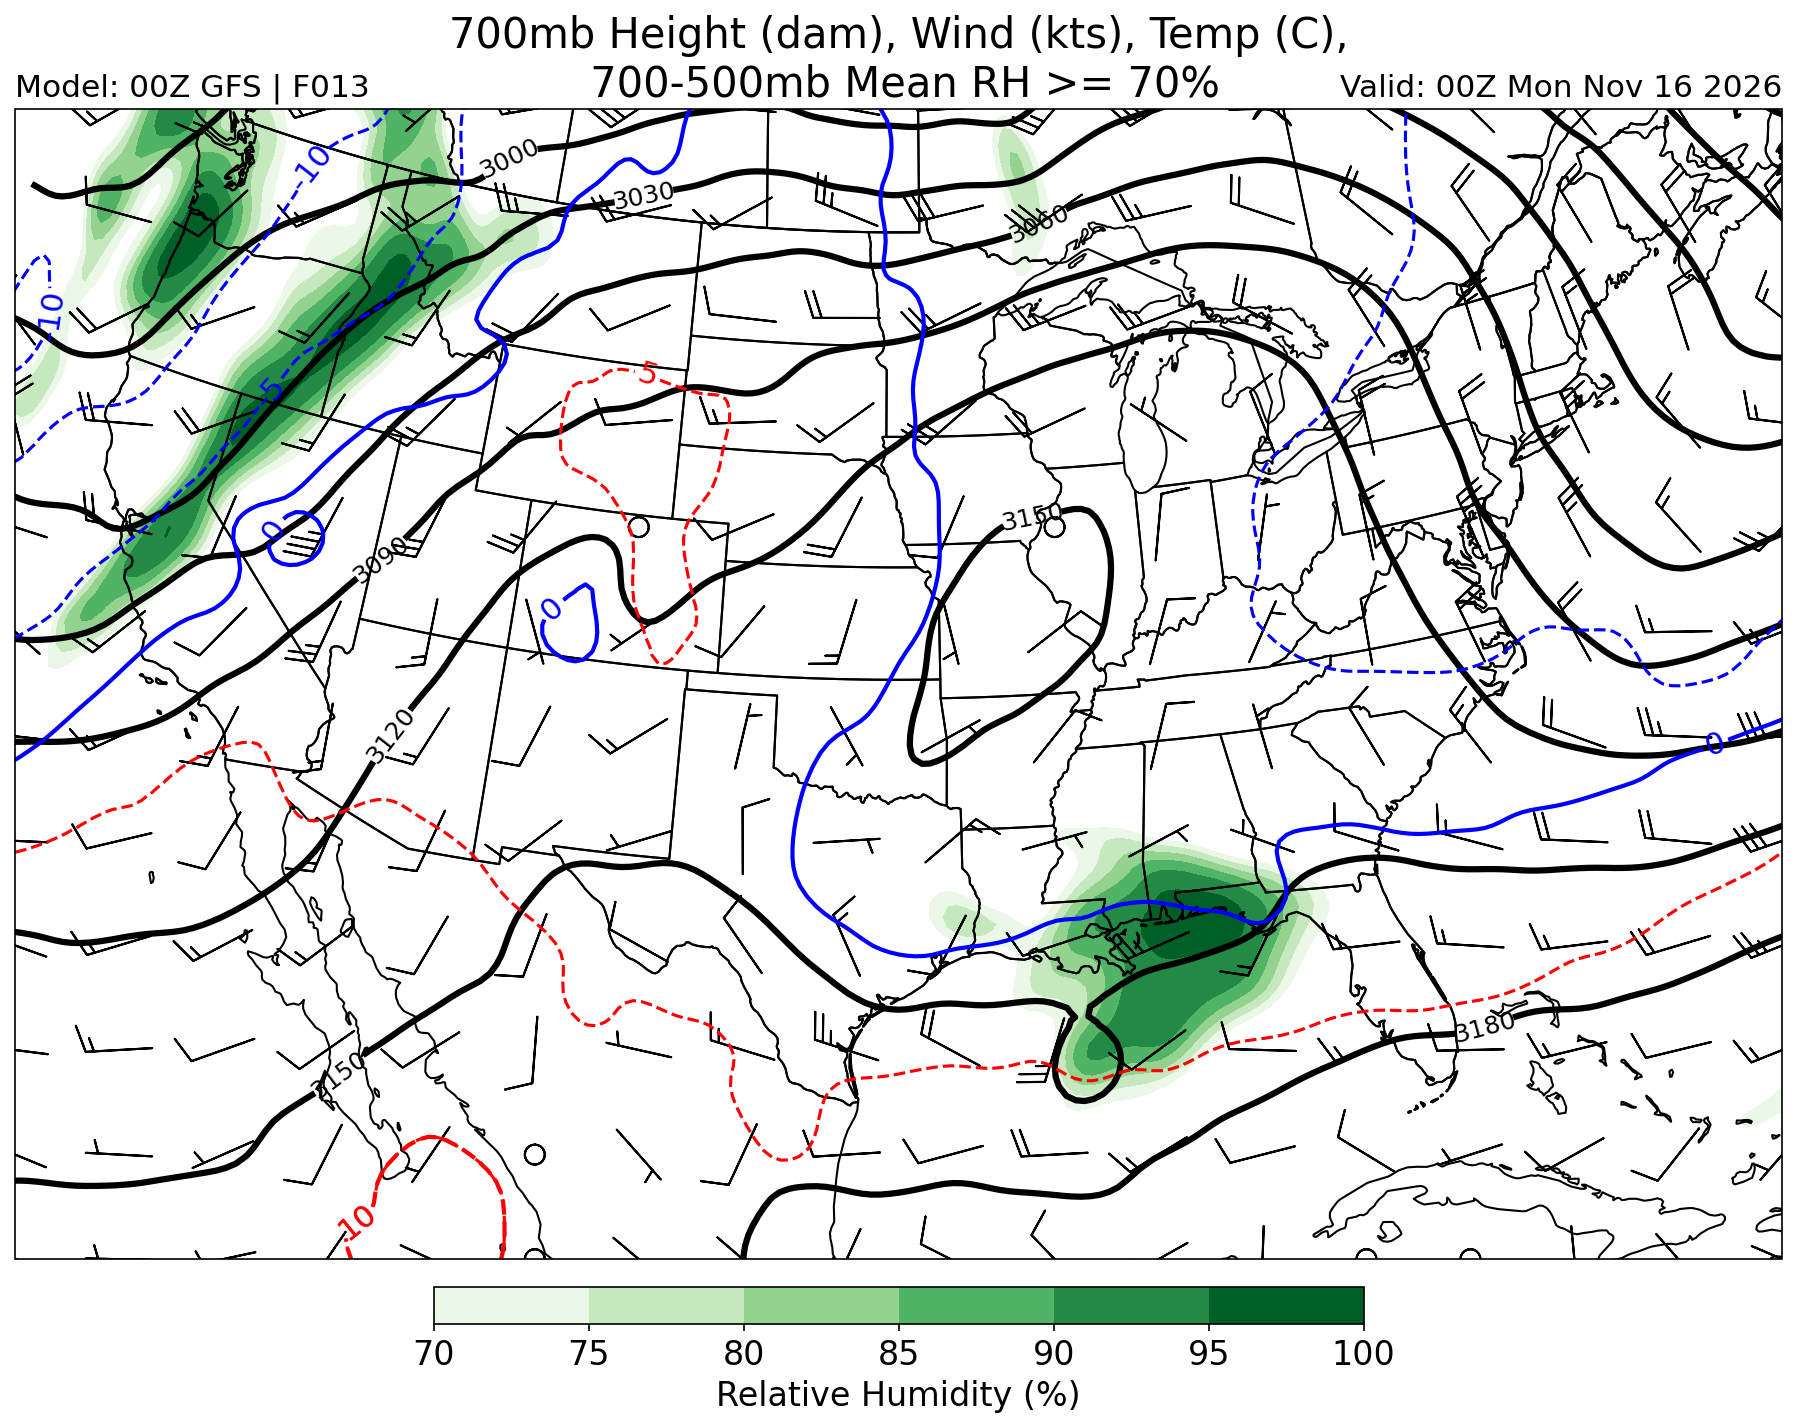 700mb Height (dam), Wind (kts), Temp (C),
700-500mb Mean RH >= 70%
Model: 00Z GFS | F013
Valid: 00Z Mon Nov 16 2026
3000
3030
3060
10
10
5
5
0
3090
3150
0
3120
0
3150
3180
10
70 75 80 85 90 95 100
Relative Humidity (%)